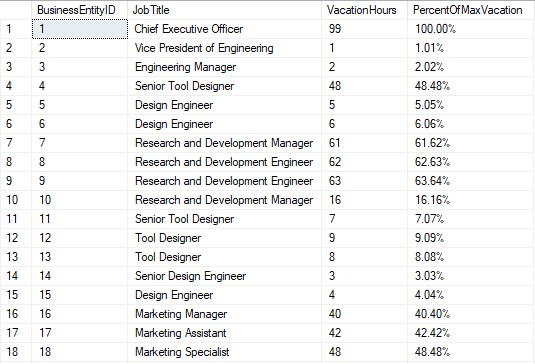 BusinessEntityID JobTitle VacationHours PercentOfMaxVacation
1 1 Chief Executive Officer 99 100.00%
2 2 Vice President of Engineering 1 1.01%
3 3 Engineering Manager 2 2.02%
4 4 Senior Tool Designer 48 48.48%
5 5 Design Engineer 5 5.05%
6 6 Design Engineer 6 6.06%
7 7 Research and Development Manager 61 61.62%
8 8 Research and Development Engineer 62 62.63%
9 9 Research and Development Engineer 63 63.64%
10 10 Research and Development Manager 16 16.16%
11 11 Senior Tool Designer 7 7.07%
12 12 Tool Designer 9 9.09%
13 13 Tool Designer 8 8.08%
14 14 Senior Design Engineer 3 3.03%
15 15 Design Engineer 4 4.04%
16 16 Marketing Manager 40 40.40%
17 17 Marketing Assistant 42 42.42%
18 18 Marketing Specialist 48 48.48%